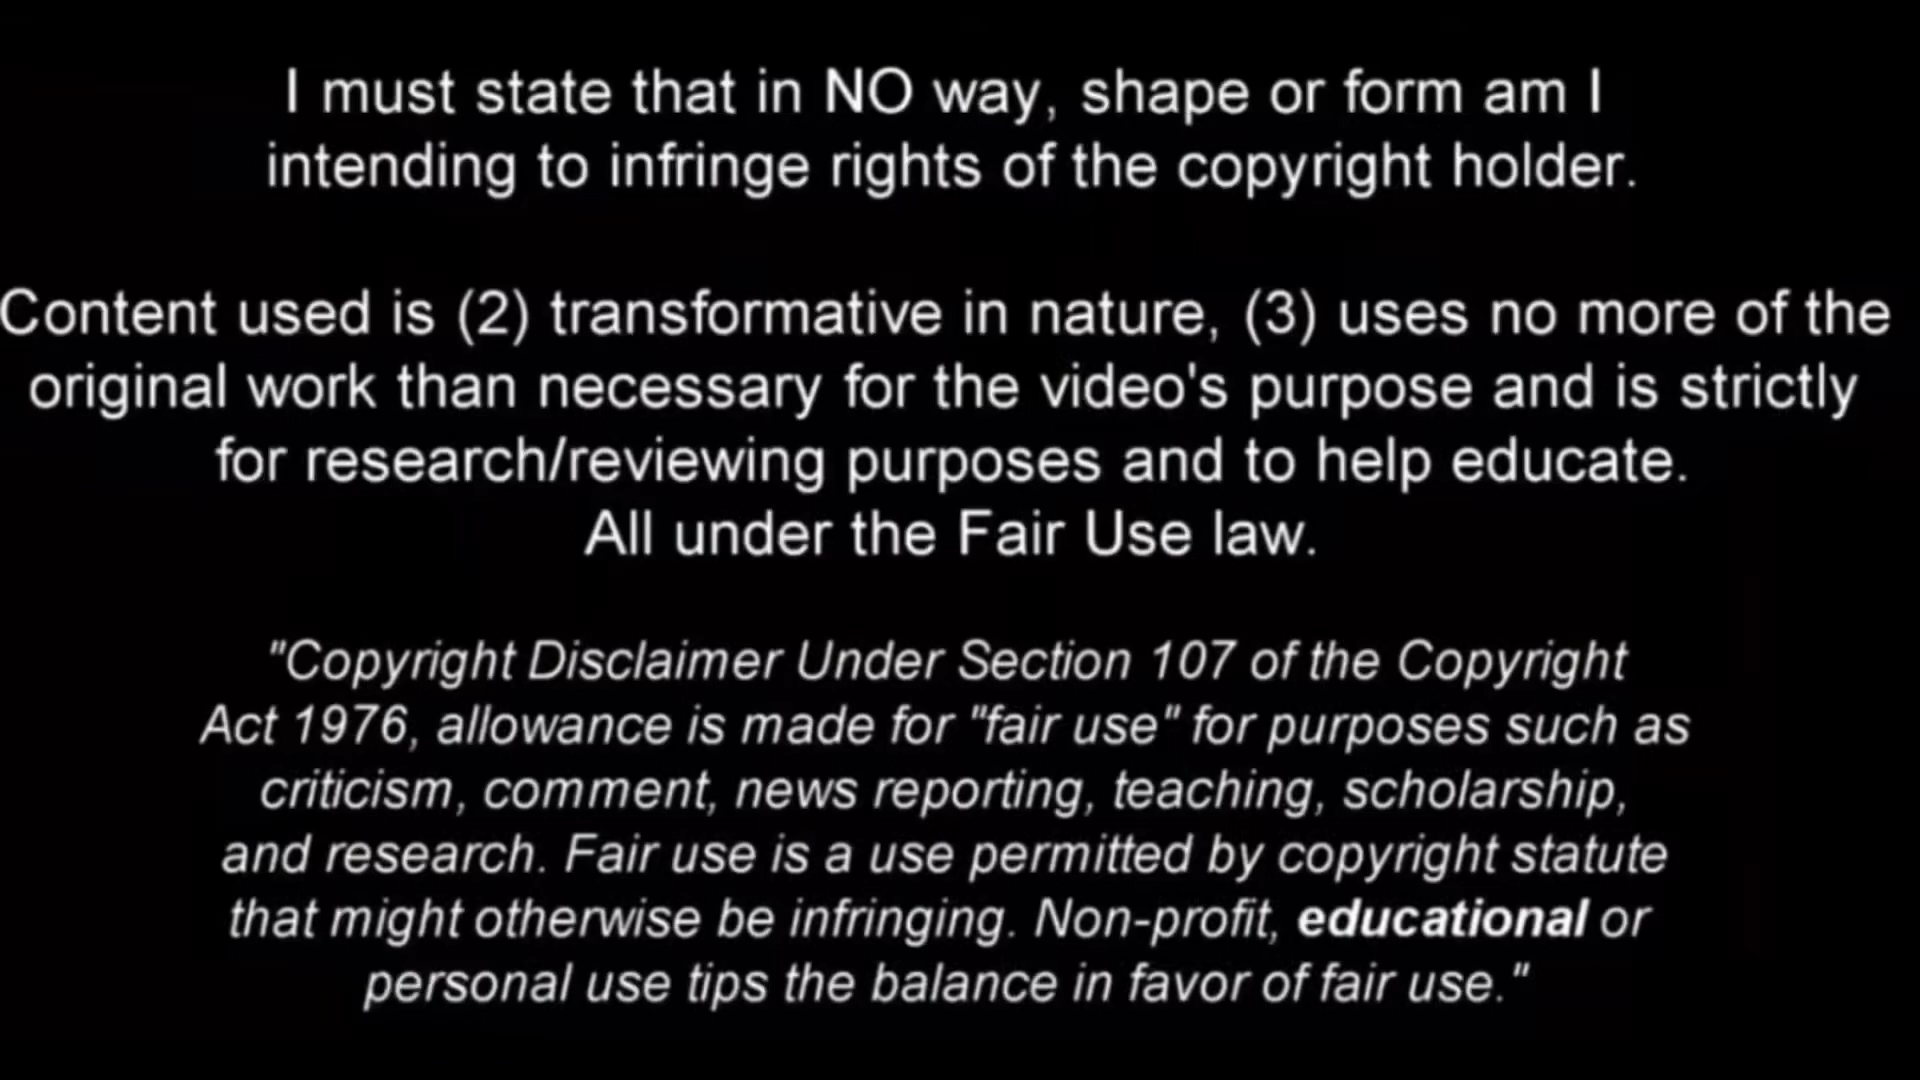 I must state that in NO way, shape or form am I
intending to infringe rights of the copyright holder.
Content used is (2) transformative in nature, (3) uses no more of the
original work than necessary for the video's purpose and is strictly
for research/reviewing purposes and to help educate.
All under the Fair Use law.
"Copyright Disclaimer Under Section 107 of the Copyright
Act 1976, allowance is made for "fair use" for purposes such as
criticism, comment, news reporting, teaching, scholarship,
and research. Fair use is a use permitted by copyright statute
that might otherwise be infringing. Non-profit, educational or
personal use tips the balance in favor of fair use."